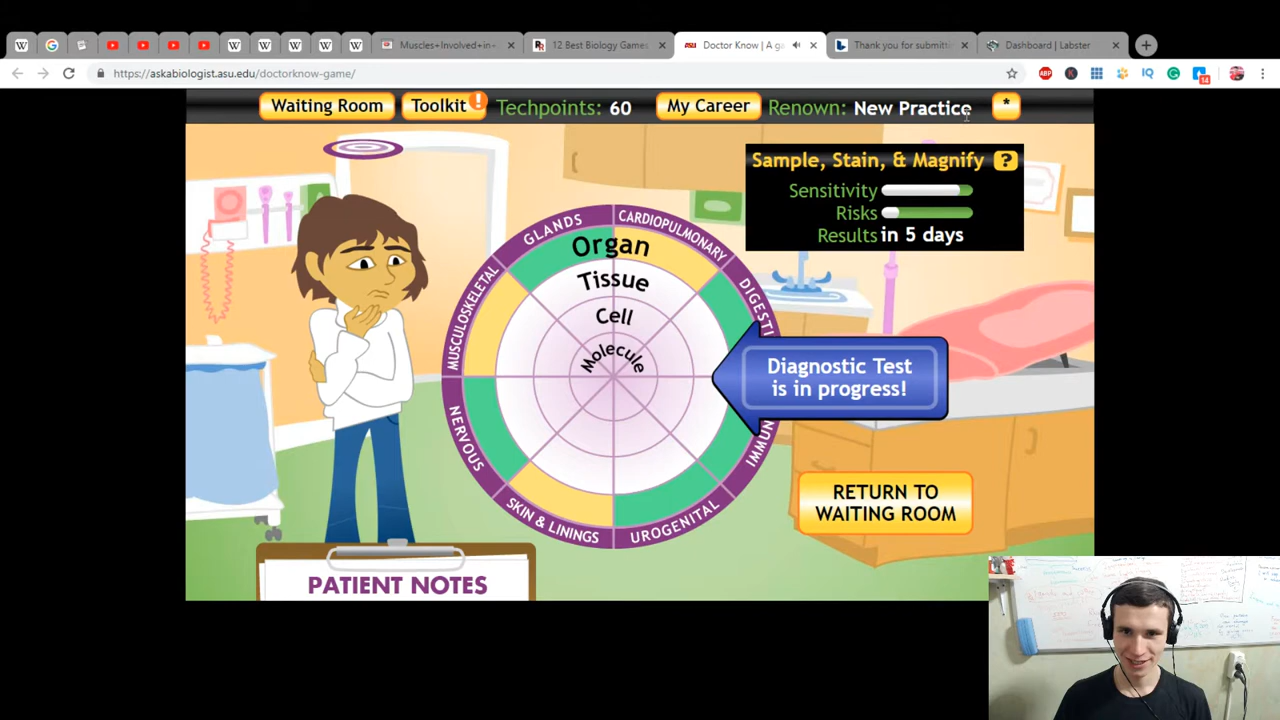 Muscles+Involved+in+
12 Best Biology Games
Doctor Know | A ga
Thank you for submitti
Dashboard | Labster
https://askabiologist.asu.edu/doctorknow-game/
Waiting Room
Toolkit!
Techpoints: 60
My Career
Renown: New Practice
*
Sample, Stain, & Magnify ?
Sensitivity
Risks
Results in 5 days
GLANDS
CARDIOPULMONARY
MUSCULOSKELETAL
DIGESTI
Organ
Tissue
Cell
Molecule
NERVOUS
IMMUN
SKIN & LININGS
UROGENITAL
Diagnostic Test
is in progress!
RETURN TO
WAITING ROOM
PATIENT NOTES